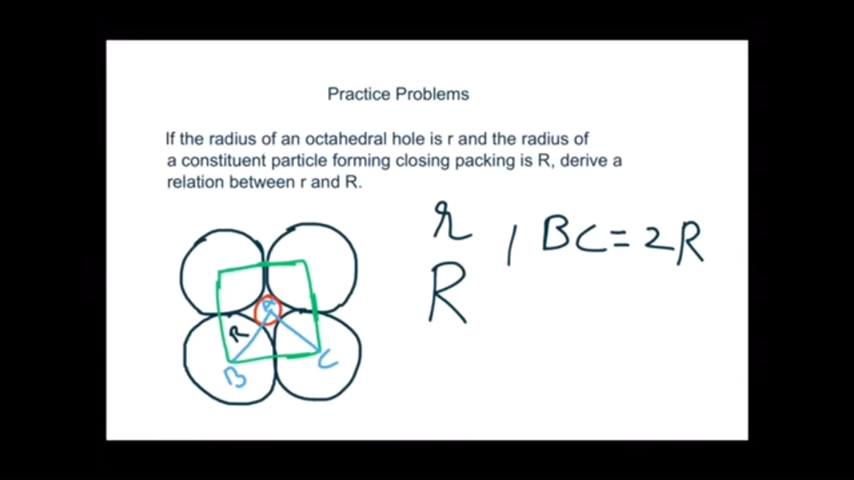 Practice Problems
If the radius of an octahedral hole is r and the radius of
a constituent particle forming closing packing is R, derive a
relation between r and R.
r , BC = 2R
R
A
R
B C